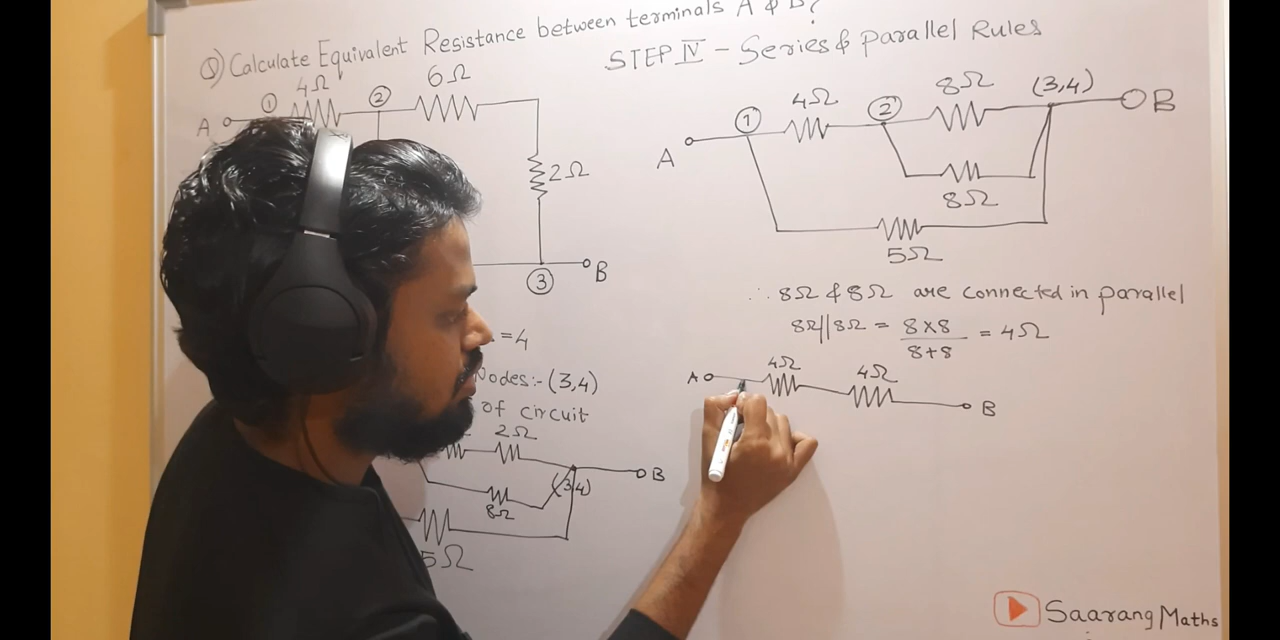 Q) Calculate Equivalent Resistance between terminals A & B?
4Ω
6Ω
①
②
A
2Ω
③
B
=4
Nodes:- (3,4)
of circuit
2Ω
B
(3,4)
8Ω
5Ω
STEP IV - Series & parallel Rules
4Ω
8Ω
(3,4)
①
②
B
A
8Ω
5Ω
∴ 8Ω & 8Ω are connected in parallel
8Ω||8Ω = 8×8 / 8+8 = 4Ω
4Ω
4Ω
A
B
Saarang Maths